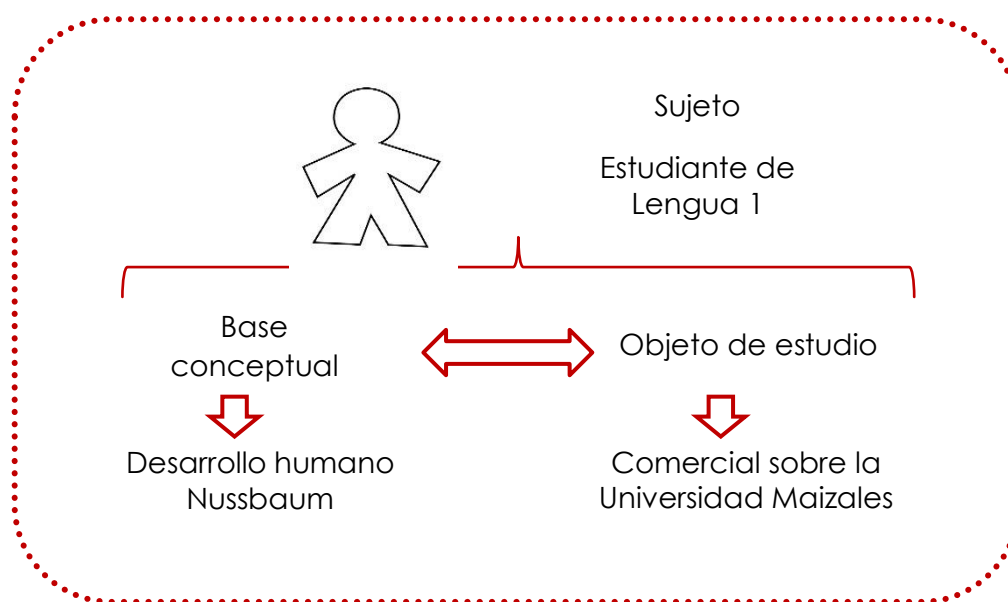 Sujeto
Estudiante de
Lengua 1
Base
conceptual
Objeto de estudio
Desarrollo humano
Nussbaum
Comercial sobre la
Universidad Maizales